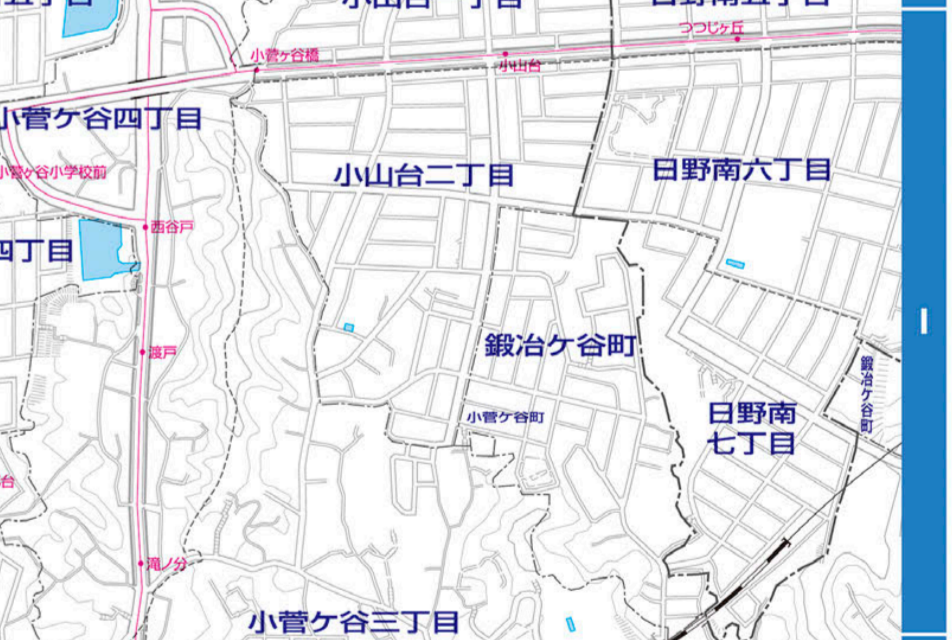 小山台一丁目
日野南五丁目
つつじヶ丘
小菅ヶ谷橋
小山台
小菅ケ谷四丁目
小菅ヶ谷小学校前
小山台二丁目
日野南六丁目
西谷戸
四丁目
鍛冶ケ谷町
渡戸
鍛冶ケ谷町
小菅ケ谷町
日野南
七丁目
台
滝ノ分
小菅ケ谷三丁目